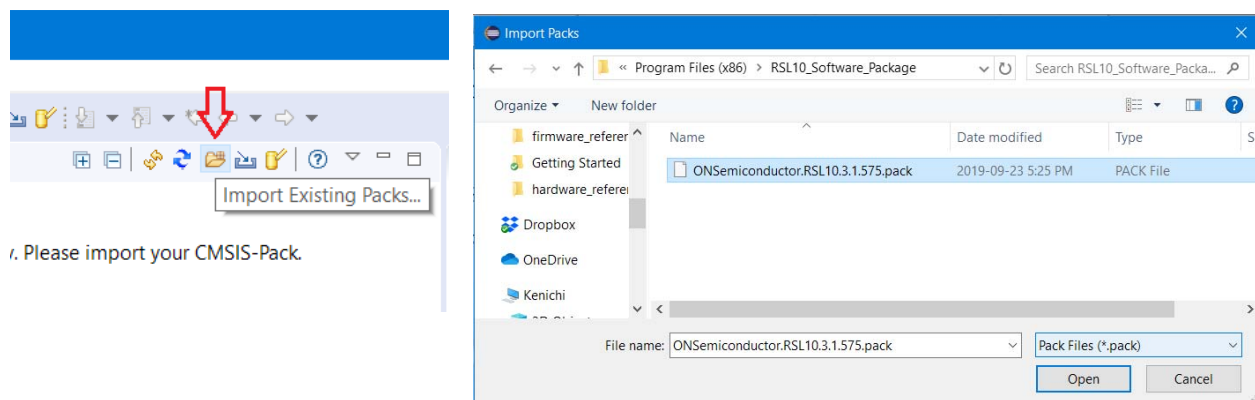 Import Existing Packs...
. Please import your CMSIS-Pack.
Import Packs
« Program Files (x86) > RSL10_Software_Package
Search RSL10_Software_Packa...
Organize
New folder
firmware_referer
Getting Started
hardware_referer
Dropbox
OneDrive
Kenichi
Name
Date modified
Type
S
ONSemiconductor.RSL10.3.1.575.pack
2019-09-23 5:25 PM
PACK File
File name:
ONSemiconductor.RSL10.3.1.575.pack
Pack Files (*.pack)
Open
Cancel